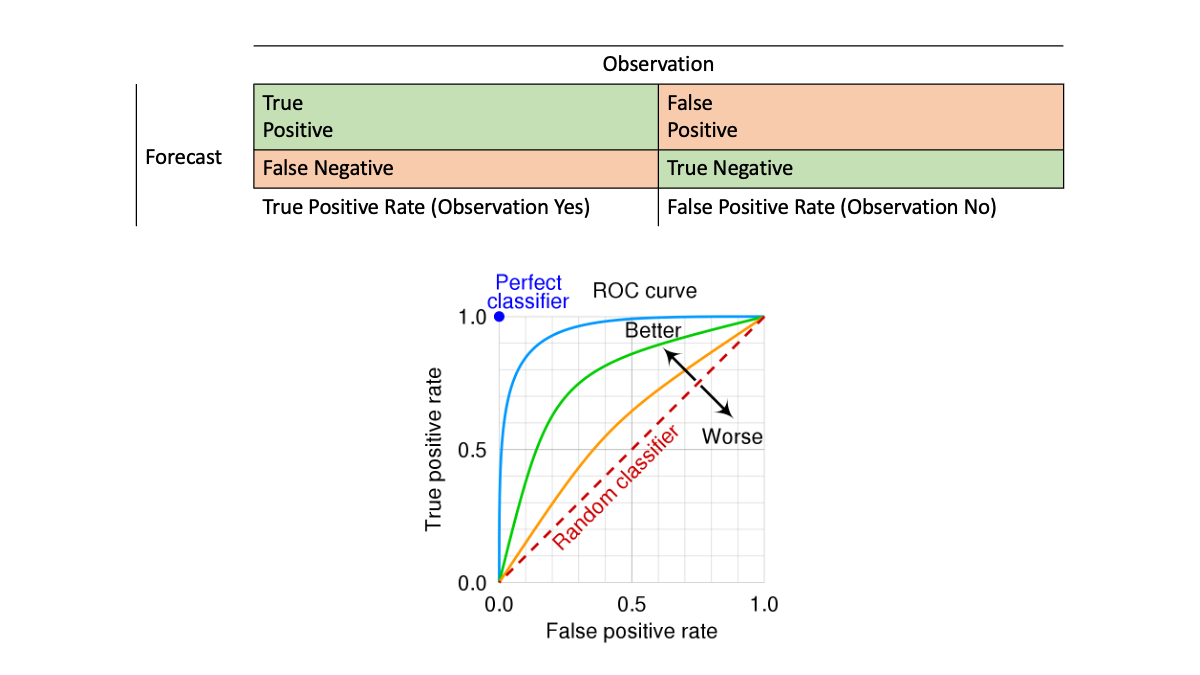 Observation
Forecast
True
Positive
False
Positive
False Negative
True Negative
True Positive Rate (Observation Yes)
False Positive Rate (Observation No)
Perfect
classifier
ROC curve
1.0
Better
Worse
0.5
Random classifier
True positive rate
0.0
0.0
0.5
1.0
False positive rate